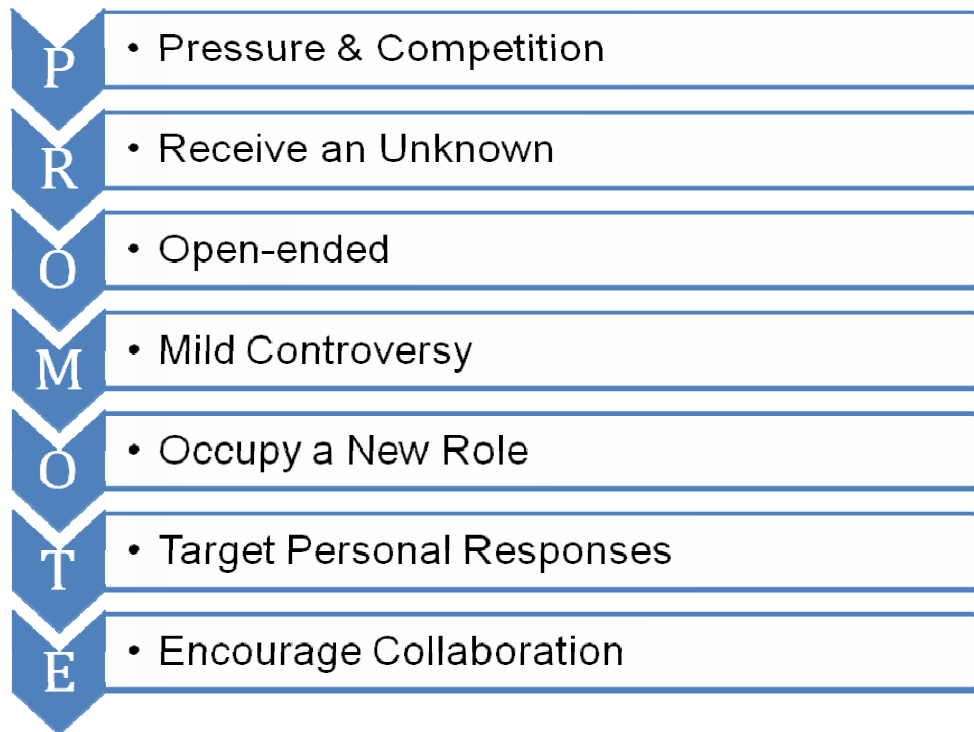 P • Pressure & Competition
R • Receive an Unknown
O • Open-ended
M • Mild Controversy
O • Occupy a New Role
T • Target Personal Responses
E • Encourage Collaboration